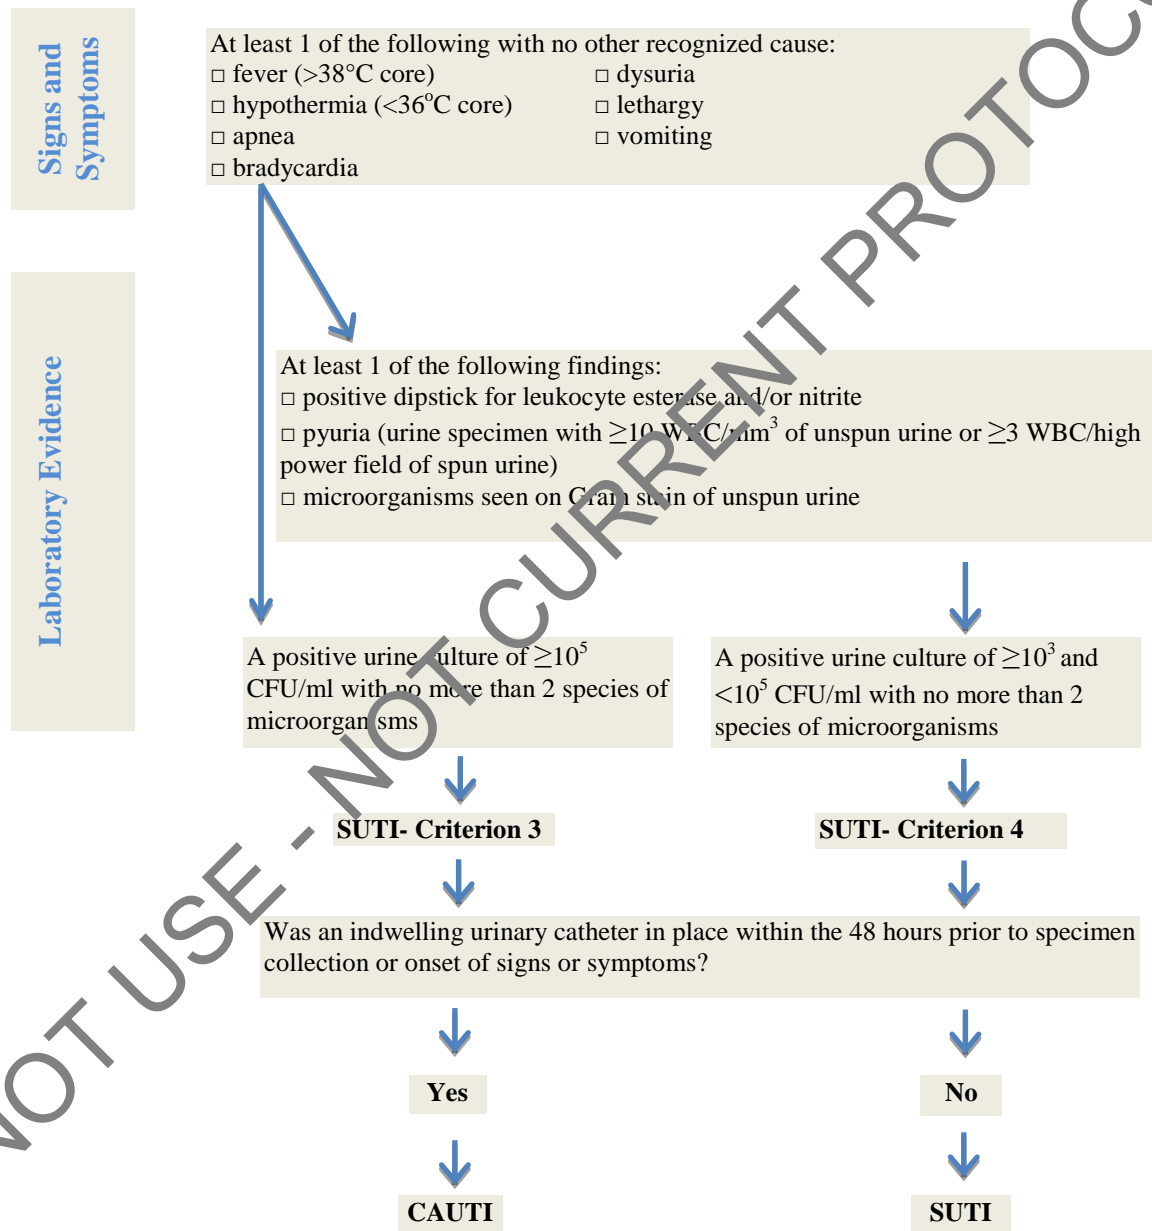 Signs and
Symptoms
At least 1 of the following with no other recognized cause:
□ fever (>38°C core)
□ dysuria
□ hypothermia (<36°C core)
□ lethargy
□ apnea
□ vomiting
□ bradycardia
Laboratory Evidence
At least 1 of the following findings:
□ positive dipstick for leukocyte esterase and/or nitrite
□ pyuria (urine specimen with ≥10 WBC/mm³ of unspun urine or ≥3 WBC/high
power field of spun urine)
□ microorganisms seen on Gram stain of unspun urine
A positive urine culture of ≥10⁵
CFU/ml with no more than 2 species of
microorganisms
A positive urine culture of ≥10³ and
<10⁵ CFU/ml with no more than 2
species of microorganisms
SUTI- Criterion 3
SUTI- Criterion 4
Was an indwelling urinary catheter in place within the 48 hours prior to specimen
collection or onset of signs or symptoms?
Yes
No
CAUTI
SUTI
NOT USE - NOT CURRENT PROTOC